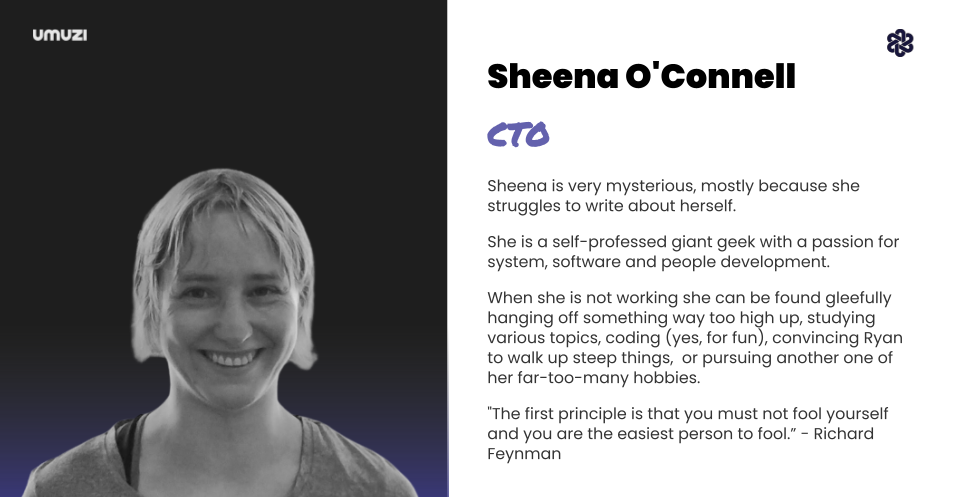 umuzi
Sheena O'Connell
CTO
Sheena is very mysterious, mostly because she
struggles to write about herself.
She is a self-professed giant geek with a passion for
system, software and people development.
When she is not working she can be found gleefully
hanging off something way too high up, studying
various topics, coding (yes, for fun), convincing Ryan
to walk up steep things,  or pursuing another one of
her far-too-many hobbies.
"The first principle is that you must not fool yourself
and you are the easiest person to fool.” - Richard
Feynman